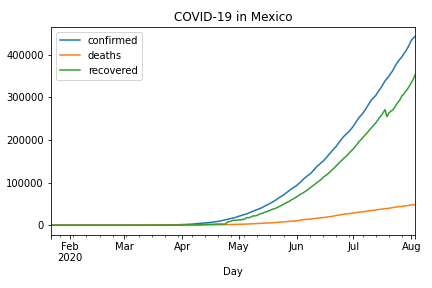 COVID-19 in Mexico
confirmed
deaths
recovered
400000
300000
200000
100000
0
Feb Mar Apr May Jun Jul Aug
2020
Day